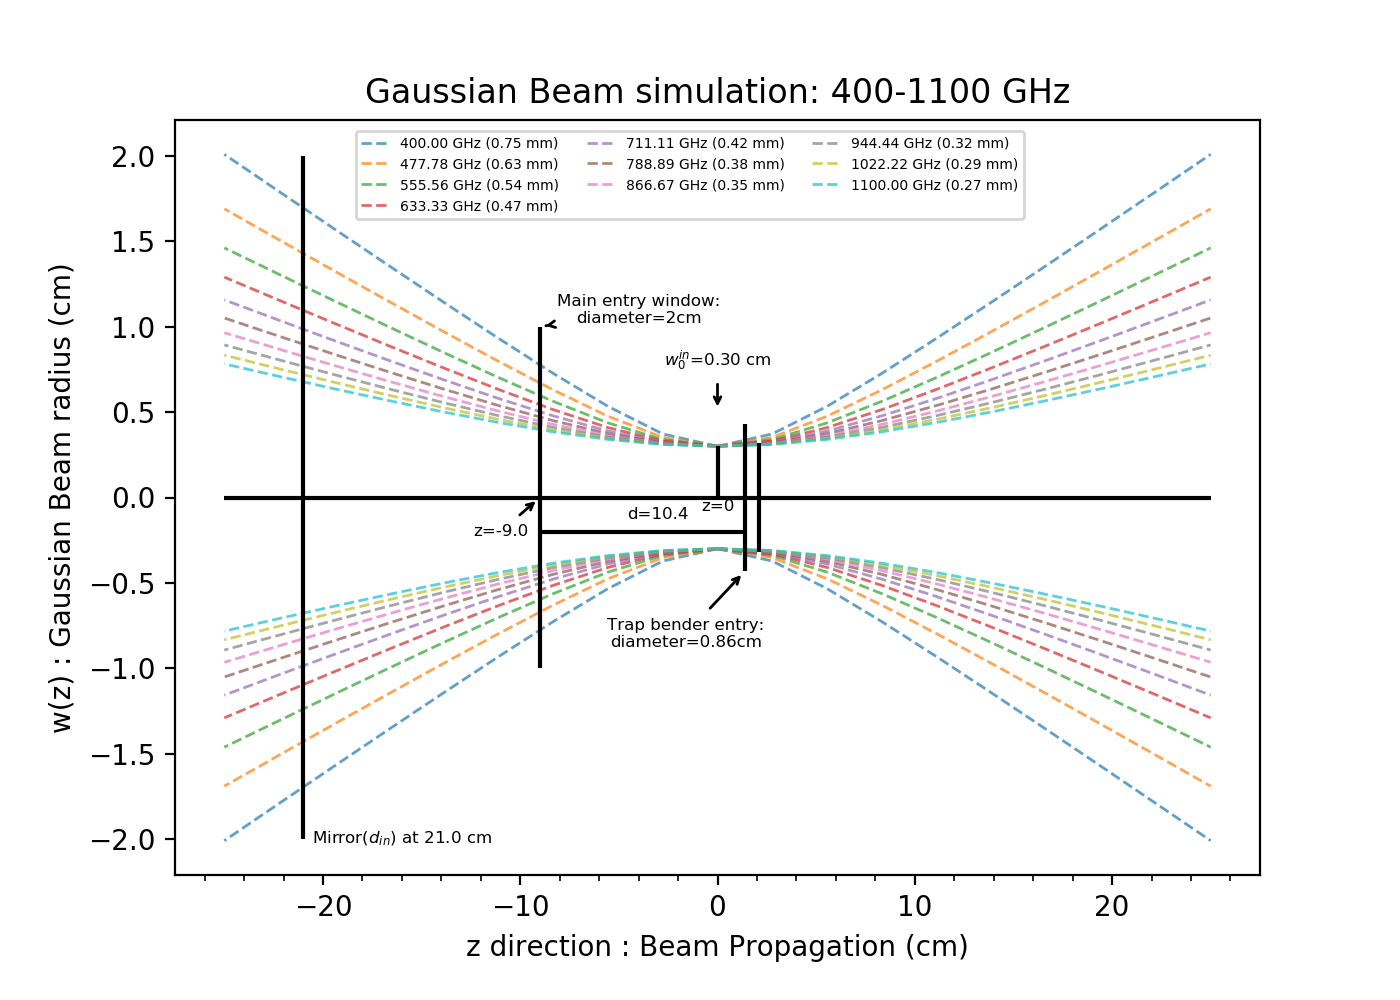 Gaussian Beam simulation: 400-1100 GHz
400.00 GHz (0.75 mm)
477.78 GHz (0.63 mm)
555.56 GHz (0.54 mm)
633.33 GHz (0.47 mm)
711.11 GHz (0.42 mm)
788.89 GHz (0.38 mm)
866.67 GHz (0.35 mm)
944.44 GHz (0.32 mm)
1022.22 GHz (0.29 mm)
1100.00 GHz (0.27 mm)
w(z) : Gaussian Beam radius (cm)
2.0
1.5
1.0
0.5
0.0
−0.5
−1.0
−1.5
−2.0
Main entry window:
diameter=2cm
$w_0^{in}$=0.30 cm
z=0
d=10.4
z=-9.0
Trap bender entry:
diameter=0.86cm
Mirror($d_{in}$) at 21.0 cm
−20 −10 0 10 20
z direction : Beam Propagation (cm)